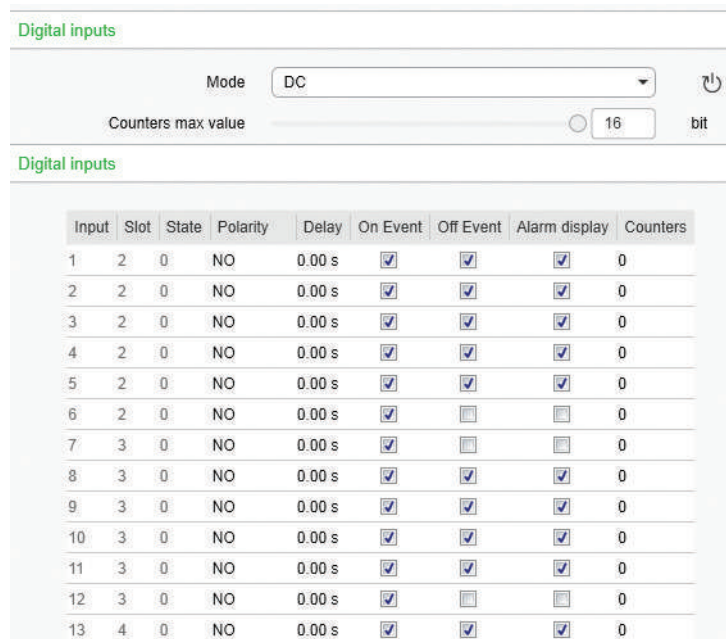 Digital inputs
Mode DC
Counters max value 16 bit
Digital inputs
Input Slot State Polarity Delay On Event Off Event Alarm display Counters
1 2 0 NO 0.00 s 0
2 2 0 NO 0.00 s 0
3 2 0 NO 0.00 s 0
4 2 0 NO 0.00 s 0
5 2 0 NO 0.00 s 0
6 2 0 NO 0.00 s 0
7 3 0 NO 0.00 s 0
8 3 0 NO 0.00 s 0
9 3 0 NO 0.00 s 0
10 3 0 NO 0.00 s 0
11 3 0 NO 0.00 s 0
12 3 0 NO 0.00 s 0
13 4 0 NO 0.00 s 0